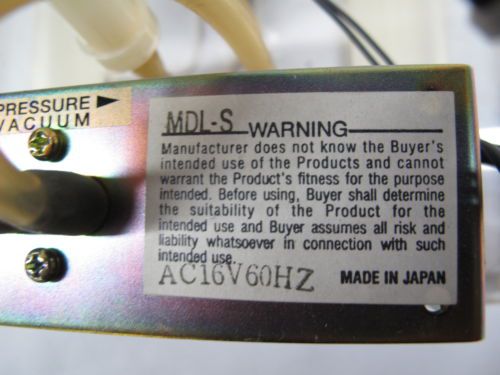 PRESSURE ▶
VACUUM
MDL-S
WARNING
Manufacturer does not know the Buyer's
intended use of the Products and cannot
warrant the Product's fitness for the purpose
intended. Before using, Buyer shall determine
the suitability of the Product for the
intended use and Buyer assumes all risk and
liability whatsoever in connection with such
intended use.
AC16V60HZ MADE IN JAPAN